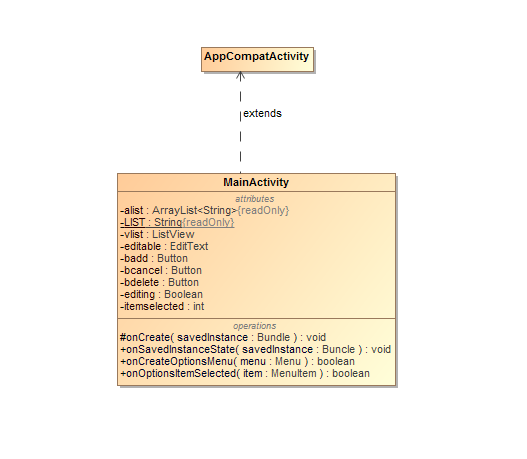 AppCompatActivity
extends
MainActivity
attributes
-alist : ArrayList<String>{readOnly}
-LIST : String{readOnly}
-vlist : ListView
-editable : EditText
-badd : Button
-bcancel : Button
-bdelete : Button
-editing : Boolean
-itemselected : int
operations
#onCreate( savedInstance : Bundle ) : void
+onSavedInstanceState( savedInstance : Buncle ) : void
+onCreateOptionsMenu( menu : Menu ) : boolean
+onOptionsItemSelected( item : MenuItem ) : boolean